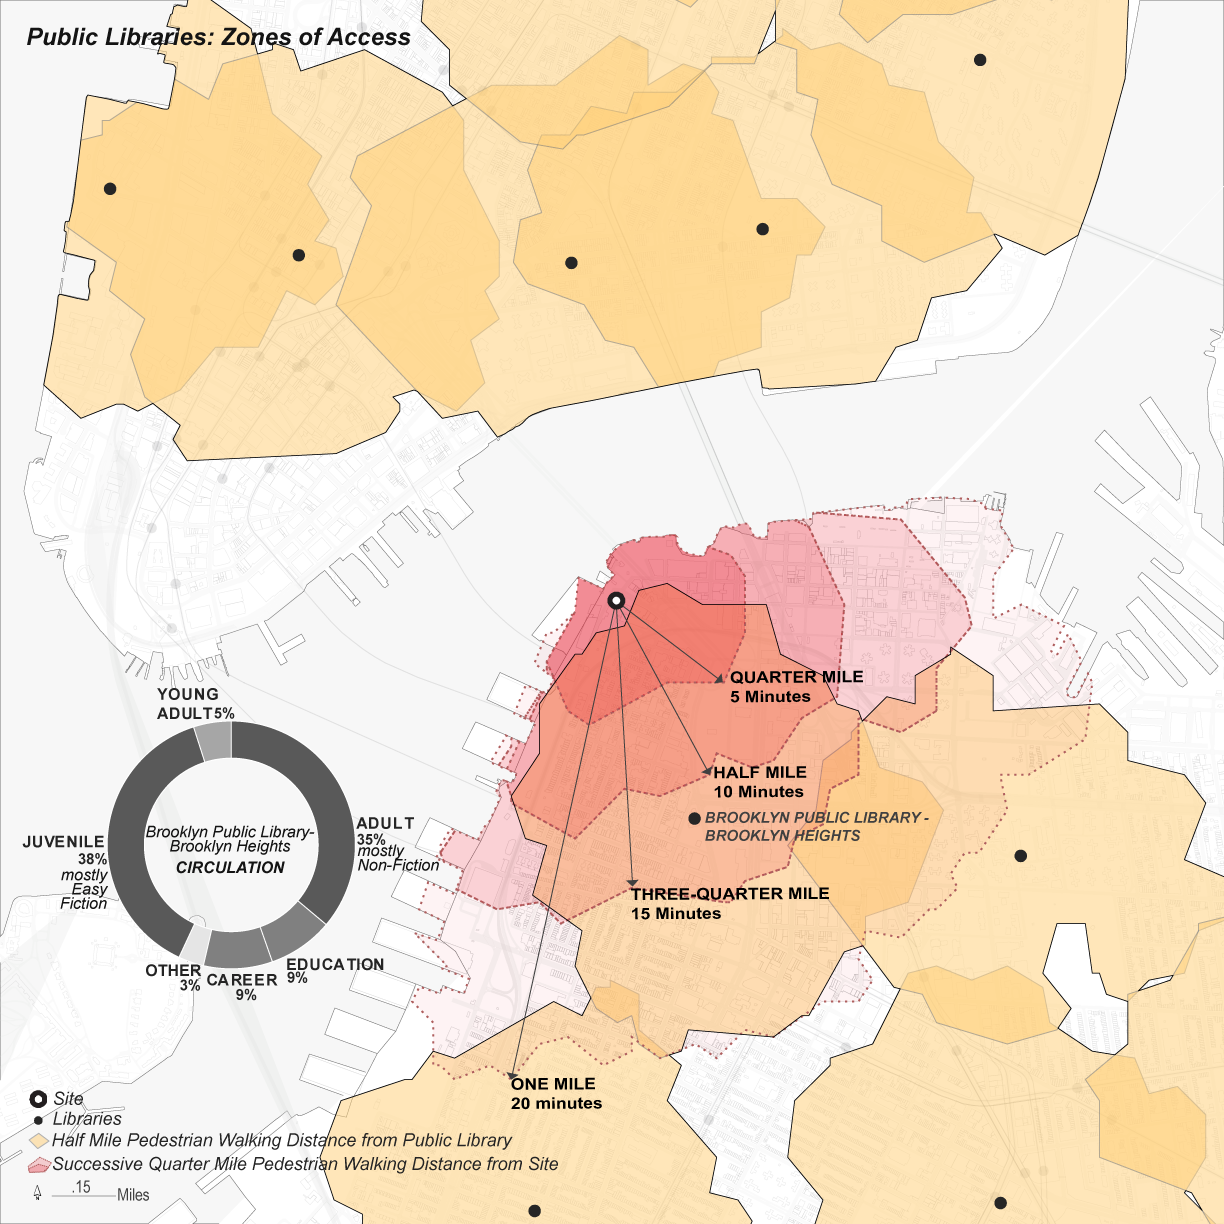 Public Libraries: Zones of Access
QUARTER MILE
5 Minutes
YOUNG
ADULT 5%
HALF MILE
10 Minutes
BROOKLYN PUBLIC LIBRARY -
BROOKLYN HEIGHTS
ADULT
35%
mostly
Non-Fiction
Brooklyn Public Library-
Brooklyn Heights
CIRCULATION
JUVENILE
38%
mostly
Easy
Fiction
THREE-QUARTER MILE
15 Minutes
EDUCATION
9%
OTHER
3%
CAREER
9%
ONE MILE
20 minutes
Site
Libraries
Half Mile Pedestrian Walking Distance from Public Library
Successive Quarter Mile Pedestrian Walking Distance from Site
.15 Miles